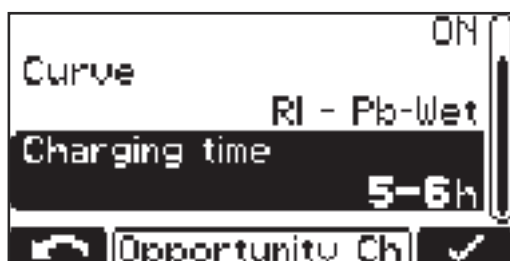 ON
Curve
RI - Pb-Wet
Charging time
5-6h
Opportunity Ch